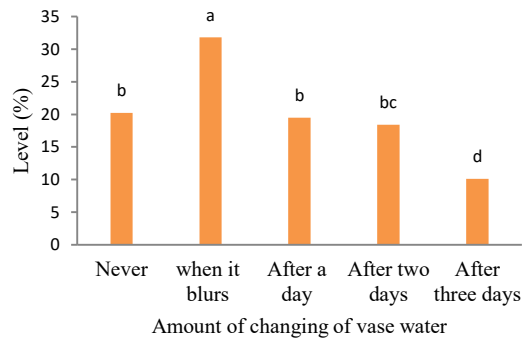 Level (%)
35
30
25
20
15
10
5
0
b
a
b
bc
d
Never
when it
blurs
After a
day
After two
days
After
three days
Amount of changing of vase water